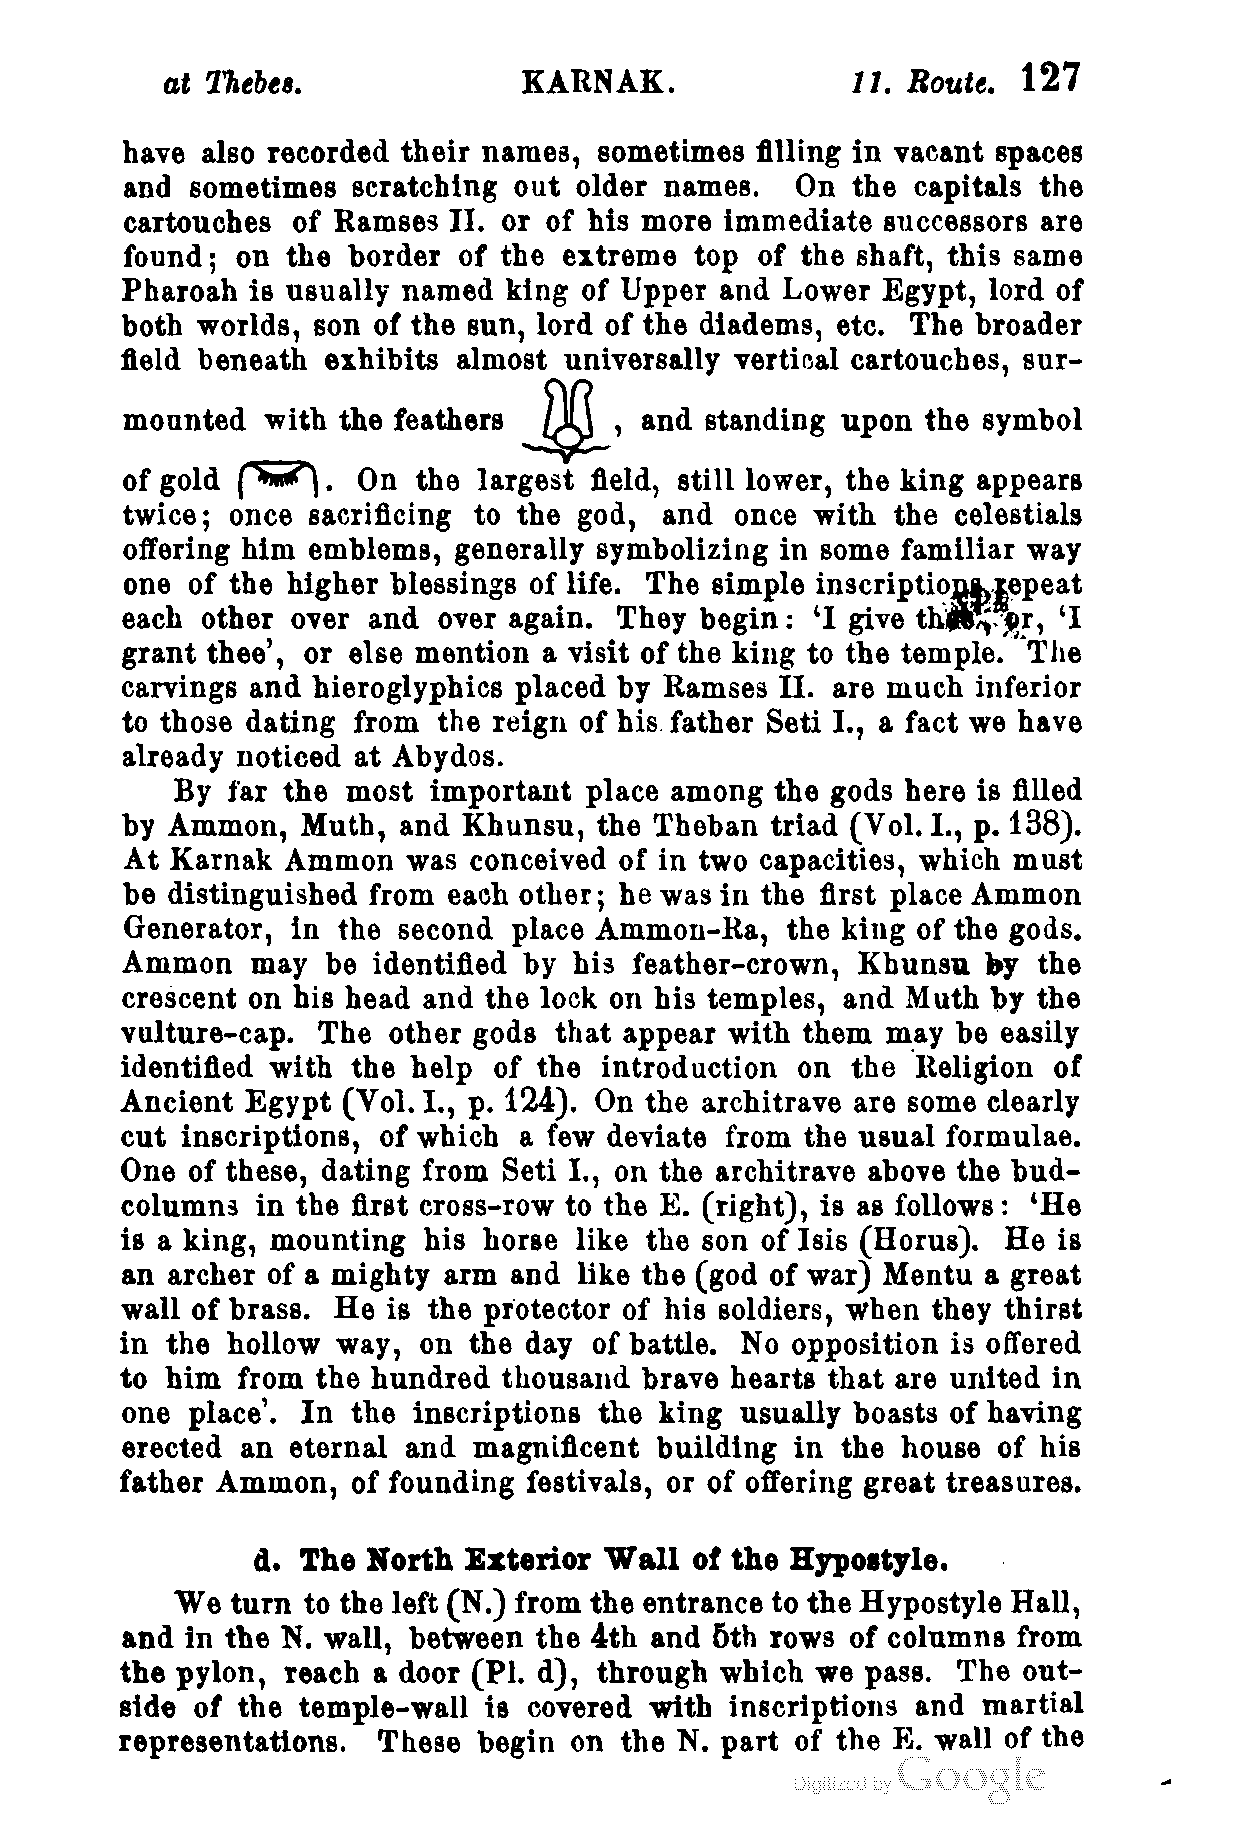 at Thebes. KARNAK. 11. Route. 127
have also recorded their names, sometimes filling in vacant spaces
and sometimes scratching out older names. On the capitals the
cartouches of Ramses II. or of his more immediate successors are
found; on the border of the extreme top of the shaft, this same
Pharoah is usually named king of Upper and Lower Egypt, lord of
both worlds, son of the sun, lord of the diadems, etc. The broader
field beneath exhibits almost universally vertical cartouches, sur-
mounted with the feathers , and standing upon the symbol
of gold . On the largest field, still lower, the king appears
twice; once sacrificing to the god, and once with the celestials
offering him emblems, generally symbolizing in some familiar way
one of the higher blessings of life. The simple inscriptions repeat
each other over and over again. They begin: ‘I give or, ‘I
grant thee’, or else mention a visit of the king to the temple. The
carvings and hieroglyphics placed by Ramses II. are much inferior
to those dating from the reign of his father Seti I., a fact we have
already noticed at Abydos.
By far the most important place among the gods here is filled
by Ammon, Muth, and Khunsu, the Theban triad (Vol. I., p. 138).
At Karnak Ammon was conceived of in two capacities, which must
be distinguished from each other; he was in the first place Ammon
Generator, in the second place Ammon-Ra, the king of the gods.
Ammon may be identified by his feather-crown, Khunsu by the
crescent on his head and the lock on his temples, and Muth by the
vulture-cap. The other gods that appear with them may be easily
identified with the help of the introduction on the Religion of
Ancient Egypt (Vol. I., p. 124). On the architrave are some clearly
cut inscriptions, of which a few deviate from the usual formulae.
One of these, dating from Seti I., on the architrave above the bud-
columns in the first cross-row to the E. (right), is as follows: ‘He
is a king, mounting his horse like the son of Isis (Horus). He is
an archer of a mighty arm and like the (god of war) Mentu a great
wall of brass. He is the protector of his soldiers, when they thirst
in the hollow way, on the day of battle. No opposition is offered
to him from the hundred thousand brave hearts that are united in
one place’. In the inscriptions the king usually boasts of having
erected an eternal and magnificent building in the house of his
father Ammon, of founding festivals, or of offering great treasures.
d. The North Exterior Wall of the Hypostyle.
We turn to the left (N.) from the entrance to the Hypostyle Hall,
and in the N. wall, between the 4th and 5th rows of columns from
the pylon, reach a door (Pl. d), through which we pass. The out-
side of the temple-wall is covered with inscriptions and martial
representations. These begin on the N. part of the E. wall of the
Digitized by Google